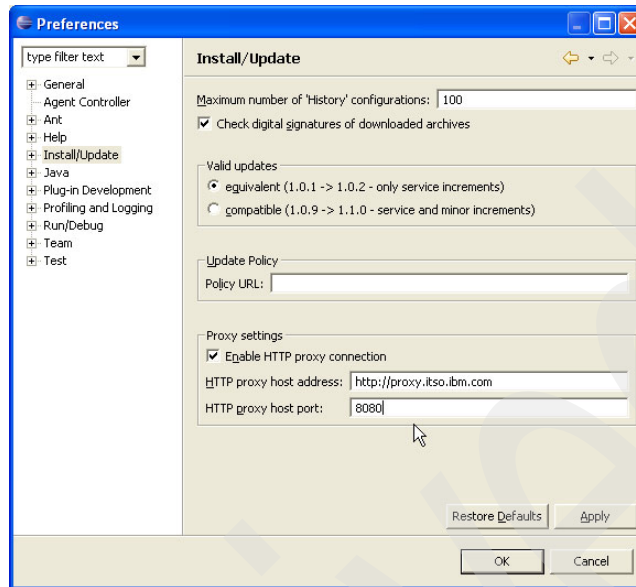 Preferences
type filter text
Install/Update
General
Agent Controller
Ant
Help
Install/Update
Java
Plug-in Development
Profiling and Logging
Run/Debug
Team
Test
Maximum number of 'History' configurations: 100
Check digital signatures of downloaded archives
Valid updates
equivalent (1.0.1 -> 1.0.2 - only service increments)
compatible (1.0.9 -> 1.1.0 - service and minor increments)
Update Policy
Policy URL:
Proxy settings
Enable HTTP proxy connection
HTTP proxy host address: http://proxy.itso.ibm.com
HTTP proxy host port: 8080
Restore Defaults Apply
OK Cancel